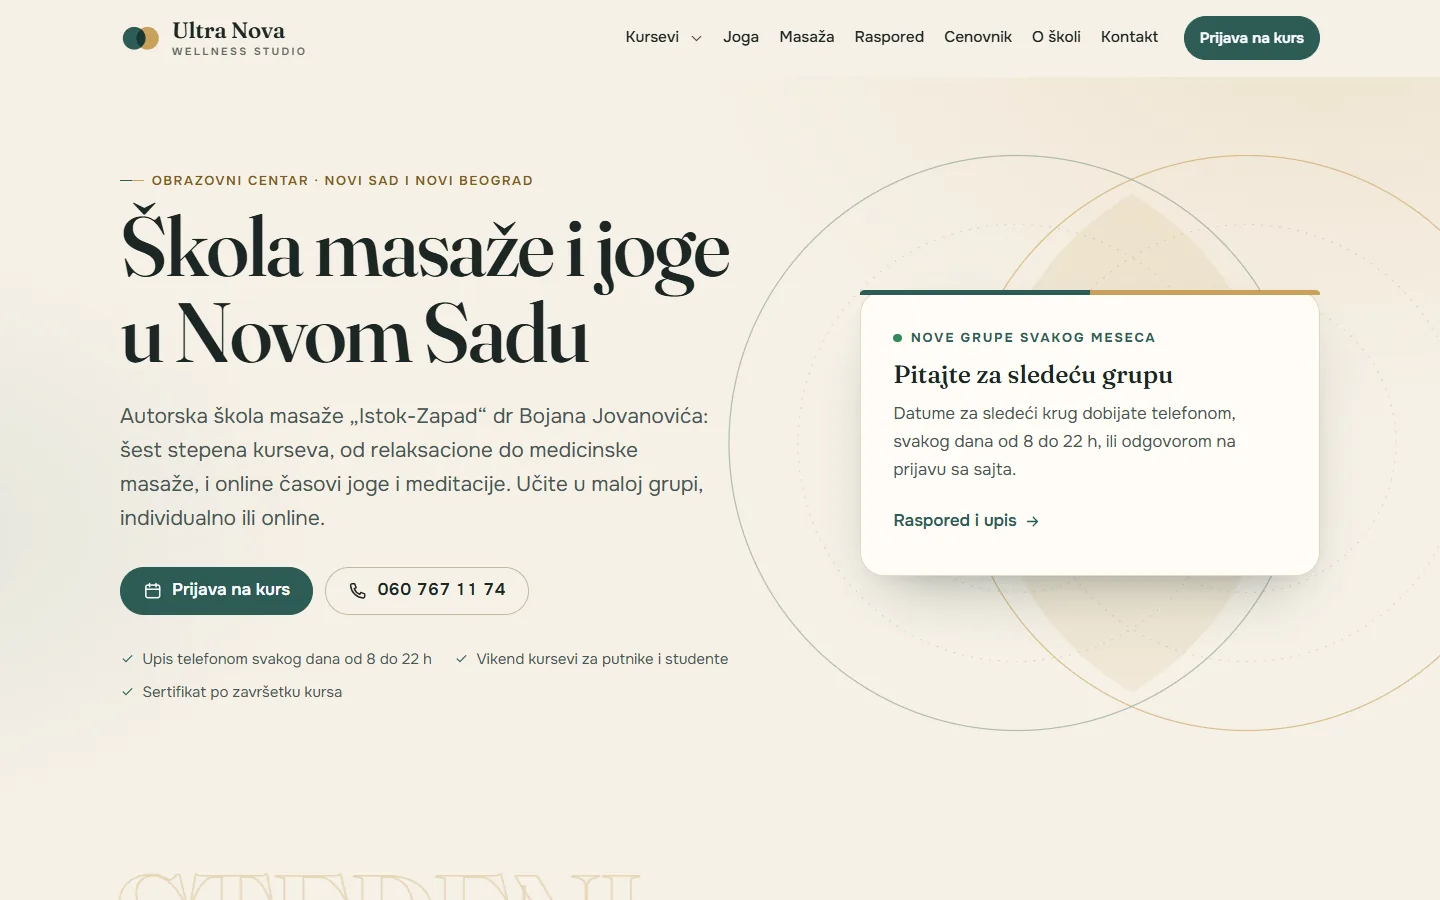 Ultra Nova
WELLNESS STUDIO
Kursevi Joga Masaža Raspored Cenovnik O školi Kontakt Prijava na kurs
OBRAZOVNI CENTAR · NOVI SAD I NOVI BEOGRAD
Škola masaže i joge
u Novom Sadu
Autorska škola masaže „Istok-Zapad“ dr Bojana Jovanovića:
šest stepena kurseva, od relaksacione do medicinske
masaže, i online časovi joge i meditacije. Učite u maloj grupi,
individualno ili online.
Prijava na kurs 060 767 11 74
Upis telefonom svakog dana od 8 do 22 h Vikend kursevi za putnike i studente
Sertifikat po završetku kursa
NOVE GRUPE SVAKOG MESECA
Pitajte za sledeću grupu
Datume za sledeći krug dobijate telefonom,
svakog dana od 8 do 22 h, ili odgovorom na
prijavu sa sajta.
Raspored i upis